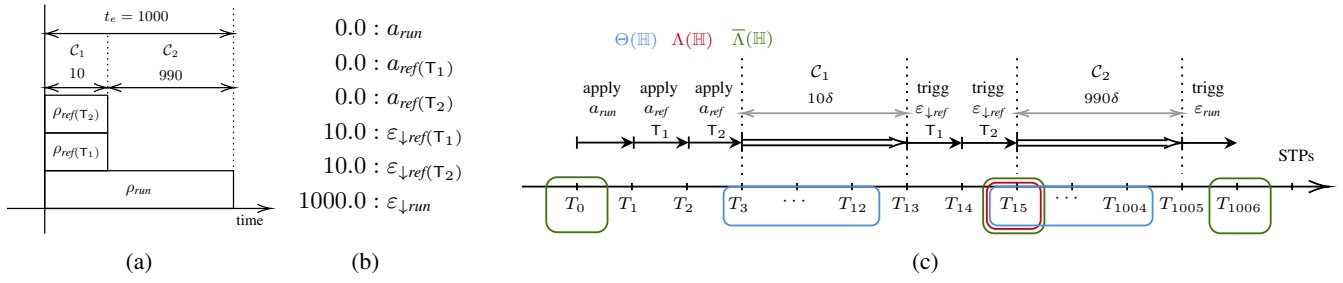 t_e = 1000
C_1 C_2
10 990
ρ_ref(T_2)
ρ_ref(T_1)
ρ_run
time
(a)
0.0 : a_run
0.0 : a_ref(T_1)
0.0 : a_ref(T_2)
10.0 : ε_↓ref(T_1)
10.0 : ε_↓ref(T_2)
1000.0 : ε_↓run
(b)
Θ(ℍ) Λ(ℍ) Λ̅(ℍ)
C_1 C_2
apply apply apply 10δ trigg trigg 990δ trigg
a_run a_ref a_ref ε_↓ref ε_↓ref ε_run
T_1 T_2 T_1 T_2
STPs
T_0 T_1 T_2 T_3 ··· T_12 T_13 T_14 T_15 ··· T_1004 T_1005 T_1006
(c)